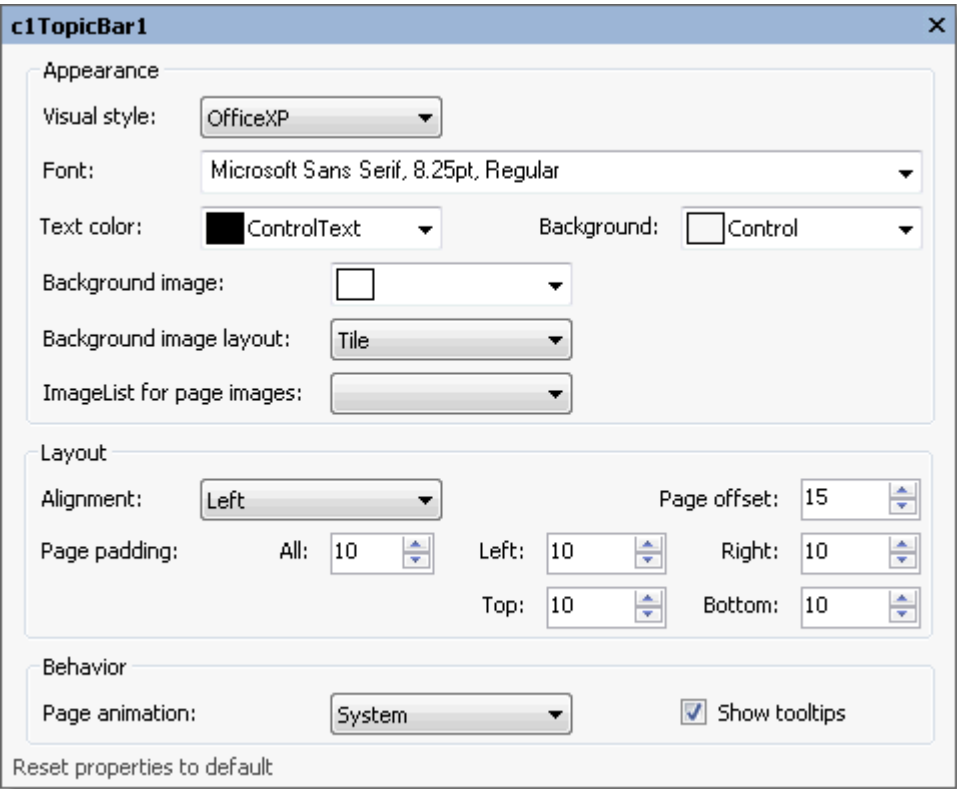 c1TopicBar1
Appearance
Visual style: OfficeXP
Font: Microsoft Sans Serif, 8.25pt, Regular
Text color: ControlText Background: Control
Background image:
Background image layout: Tile
ImageList for page images:
Layout
Alignment: Left Page offset: 15
Page padding: All: 10 Left: 10 Right: 10
Top: 10 Bottom: 10
Behavior
Page animation: System Show tooltips
Reset properties to default